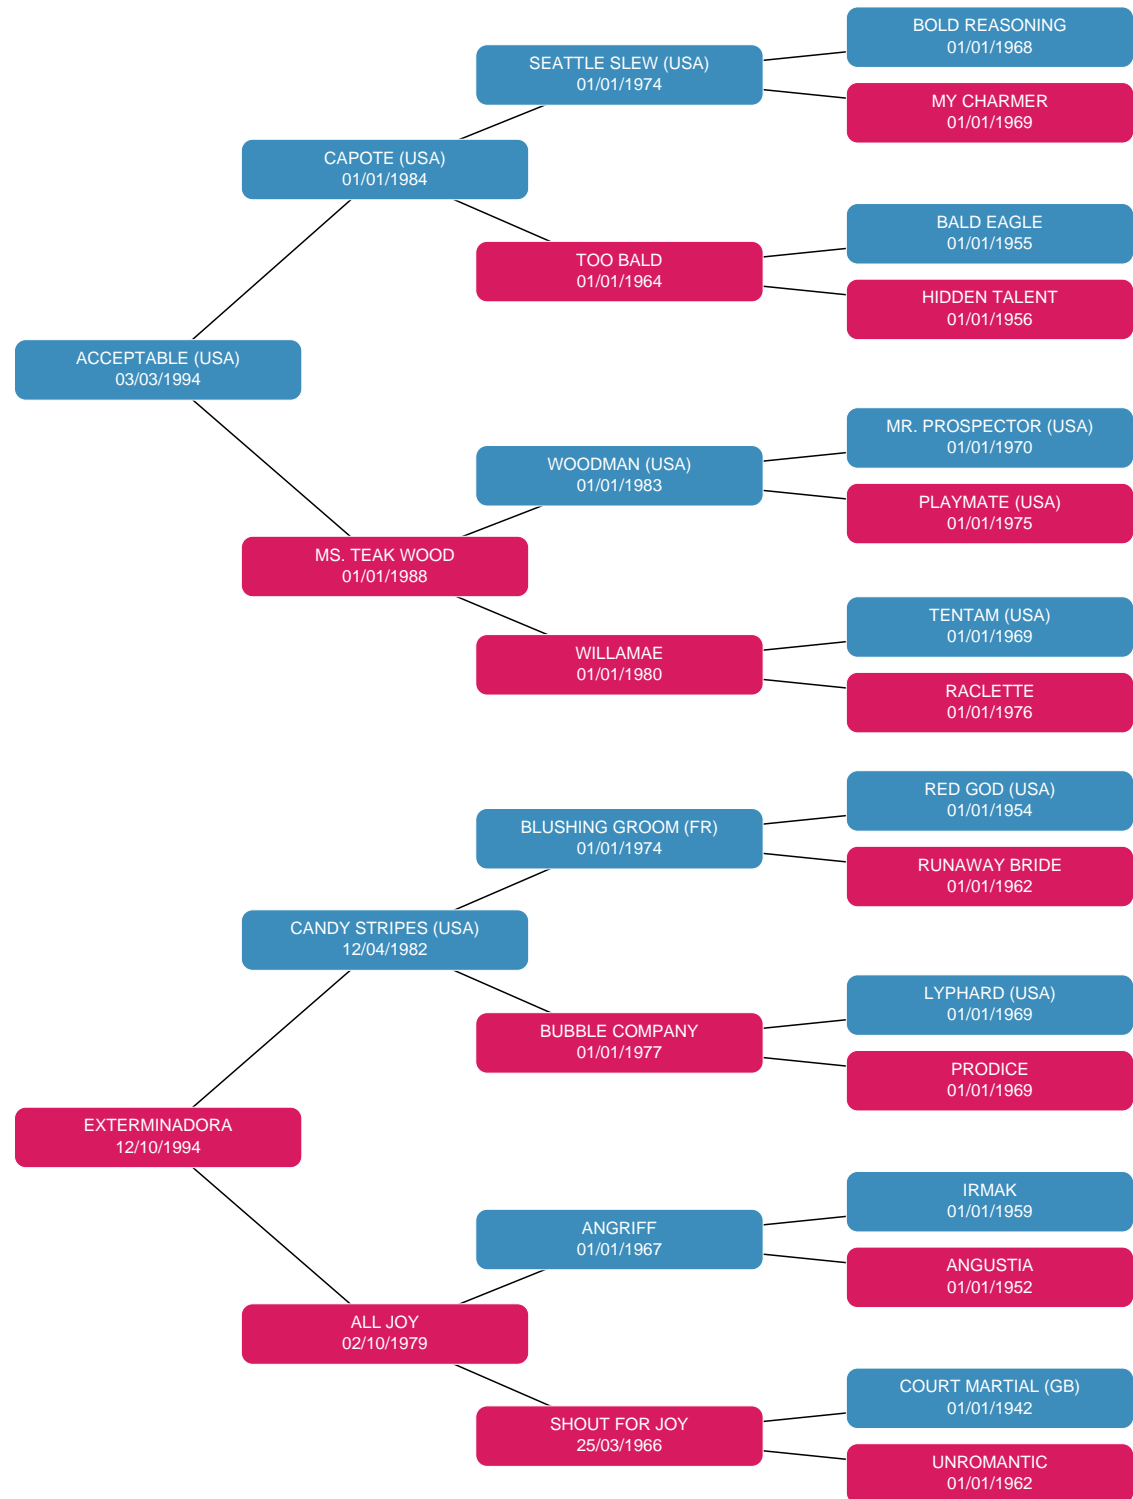 BOLD REASONING
01/01/1968
SEATTLE SLEW (USA)
01/01/1974
MY CHARMER
01/01/1969
CAPOTE (USA)
01/01/1984
BALD EAGLE
01/01/1955
TOO BALD
01/01/1964
HIDDEN TALENT
01/01/1956
ACCEPTABLE (USA)
03/03/1994
MR. PROSPECTOR (USA)
01/01/1970
WOODMAN (USA)
01/01/1983
PLAYMATE (USA)
01/01/1975
MS. TEAK WOOD
01/01/1988
TENTAM (USA)
01/01/1969
WILLAMAE
01/01/1980
RACLETTE
01/01/1976
RED GOD (USA)
01/01/1954
BLUSHING GROOM (FR)
01/01/1974
RUNAWAY BRIDE
01/01/1962
CANDY STRIPES (USA)
12/04/1982
LYPHARD (USA)
01/01/1969
BUBBLE COMPANY
01/01/1977
PRODICE
01/01/1969
EXTERMINADORA
12/10/1994
IRMAK
01/01/1959
ANGRIFF
01/01/1967
ANGUSTIA
01/01/1952
ALL JOY
02/10/1979
COURT MARTIAL (GB)
01/01/1942
SHOUT FOR JOY
25/03/1966
UNROMANTIC
01/01/1962